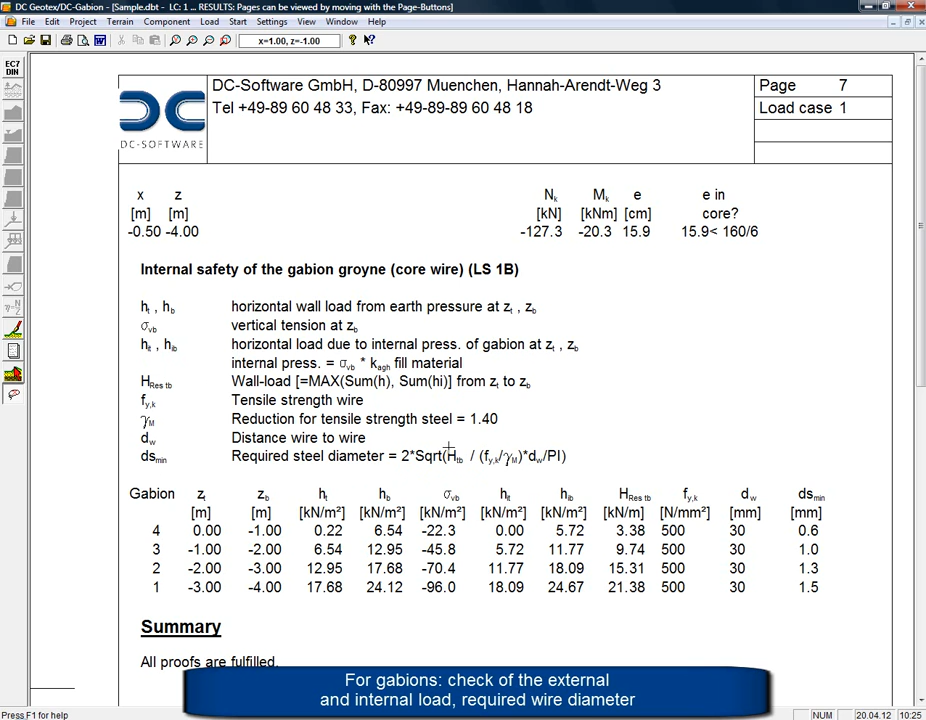 DC Geotex/DC-Gabion - [Sample.dbt - LC: 1 ... RESULTS: Pages can be viewed by moving with the Page-Buttons]
File Edit Project Terrain Component Load Start Settings View Window Help
x=1.00, z=-1.00
EC7
DIN
DC-SOFTWARE
DC-Software GmbH, D-80997 Muenchen, Hannah-Arendt-Weg 3
Tel +49-89 60 48 33, Fax: +49-89-89 60 48 18
Page 7
Load case 1
x z Nk Mk e e in
[m] [m] [kN] [kNm] [cm] core?
-0.50 -4.00 -127.3 -20.3 15.9 15.9< 160/6
Internal safety of the gabion groyne (core wire) (LS 1B)
ht , hb horizontal wall load from earth pressure at zt , zb
σvb vertical tension at zb
hit , hib horizontal load due to internal press. of gabion at zt , zb
internal press. = σvb * kagh fill material
HRes tb Wall-load [=MAX(Sum(h), Sum(hi)] from zt to zb
fy,k Tensile strength wire
γM Reduction for tensile strength steel = 1.40
dw Distance wire to wire
dsmin Required steel diameter = 2*Sqrt(Htb / (fy,k/γM)*dw/PI)
Gabion zt zb ht hb σvb hit hib HRes tb fy,k dw dsmin
[m] [m] [kN/m²] [kN/m²] [kN/m²] [kN/m²] [kN/m²] [kN/m] [N/mm²] [mm] [mm]
4 0.00 -1.00 0.22 6.54 -22.3 0.00 5.72 3.38 500 30 0.6
3 -1.00 -2.00 6.54 12.95 -45.8 5.72 11.77 9.74 500 30 1.0
2 -2.00 -3.00 12.95 17.68 -70.4 11.77 18.09 15.31 500 30 1.3
1 -3.00 -4.00 17.68 24.12 -96.0 18.09 24.67 21.38 500 30 1.5
Summary
All proofs are fulfilled.
For gabions: check of the external
and internal load, required wire diameter
Press F1 for help
NUM 20.04.12 10:25